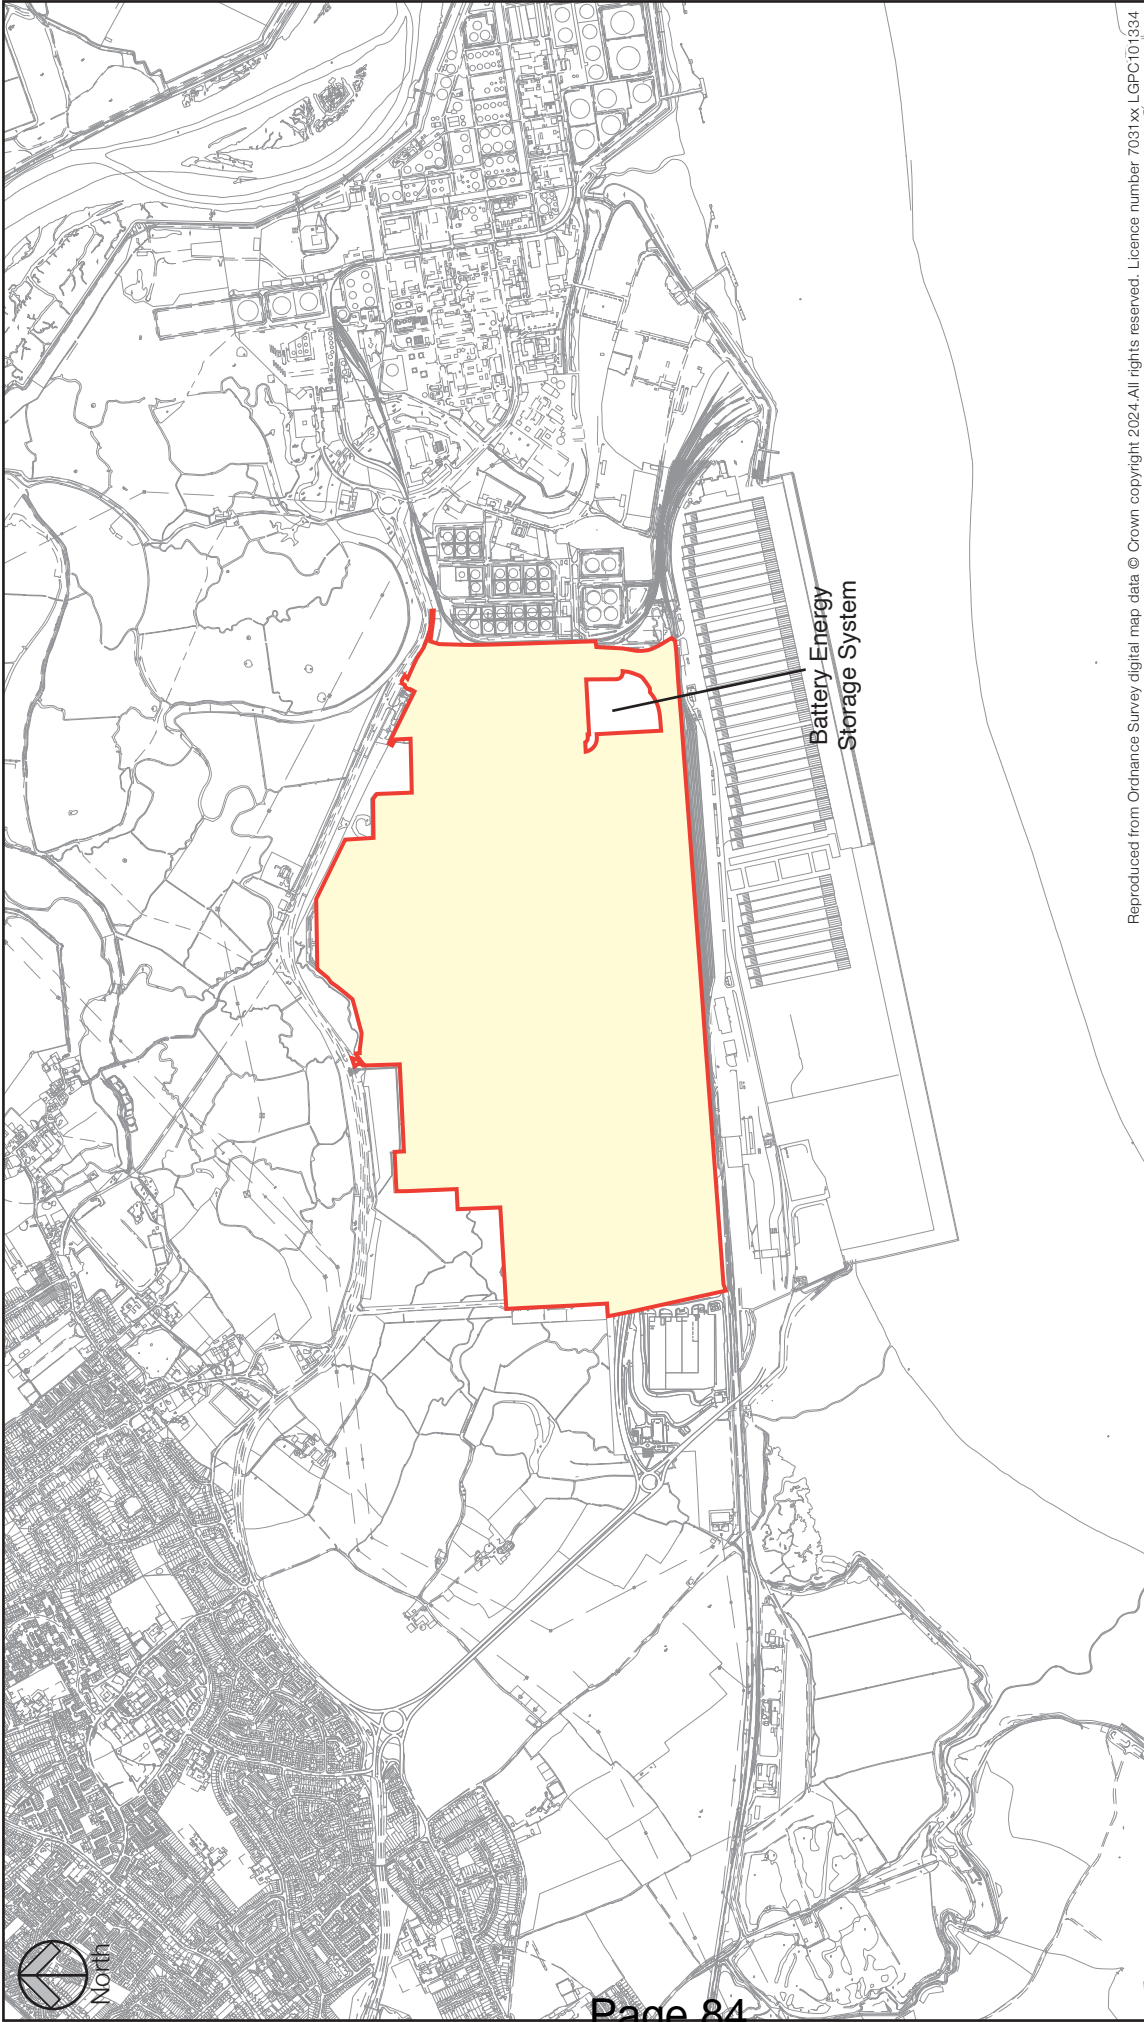 North
Battery Energy
Storage System
Reproduced from Ordnance Survey digital map data © Crown copyright 2024.All rights reserved. Licence number 7031xx LGPC101334
Page 84